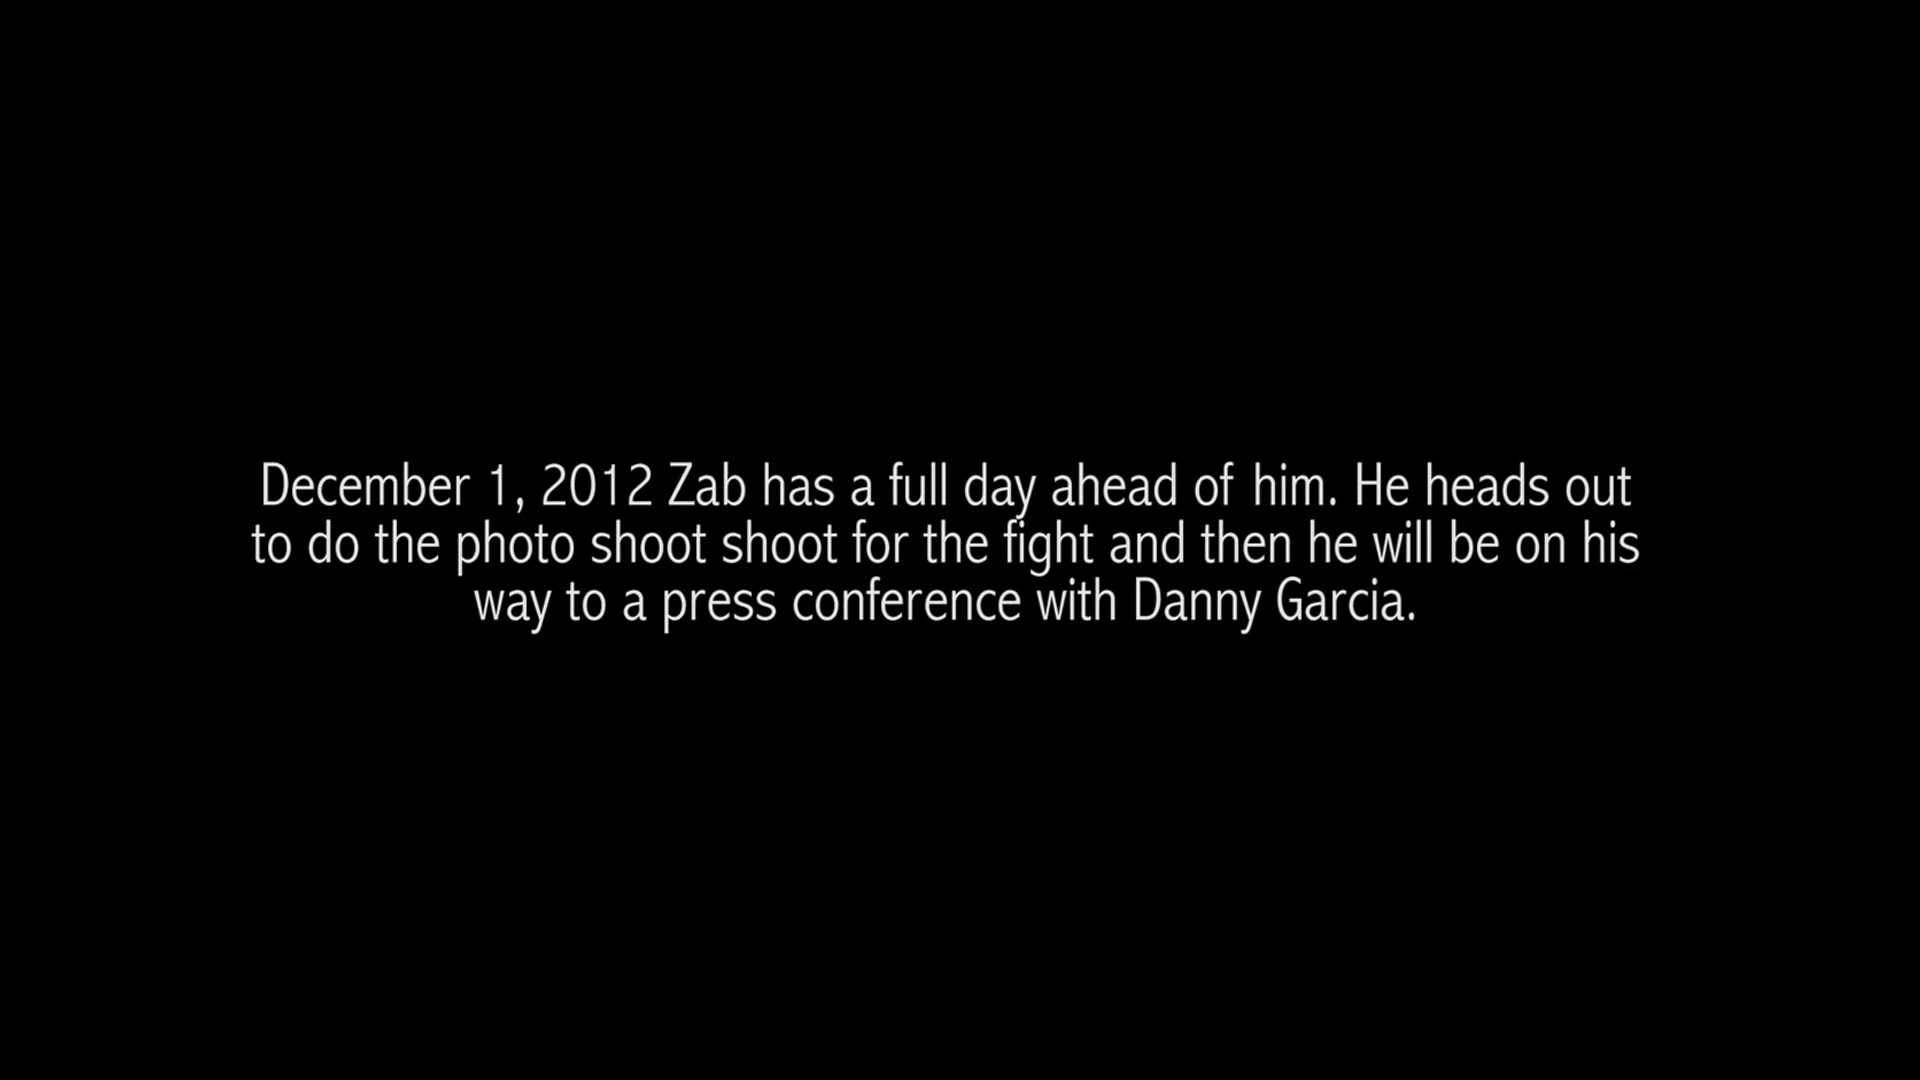 December 1, 2012 Zab has a full day ahead of him. He heads out
to do the photo shoot shoot for the fight and then he will be on his
way to a press conference with Danny Garcia.